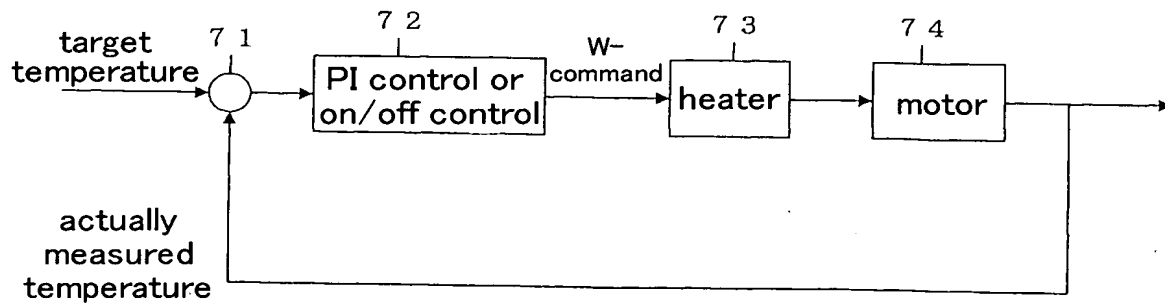 7 1
7 2
7 3
7 4
target
temperature
PI control or
on/off control
W-
command
heater
motor
actually
measured
temperature